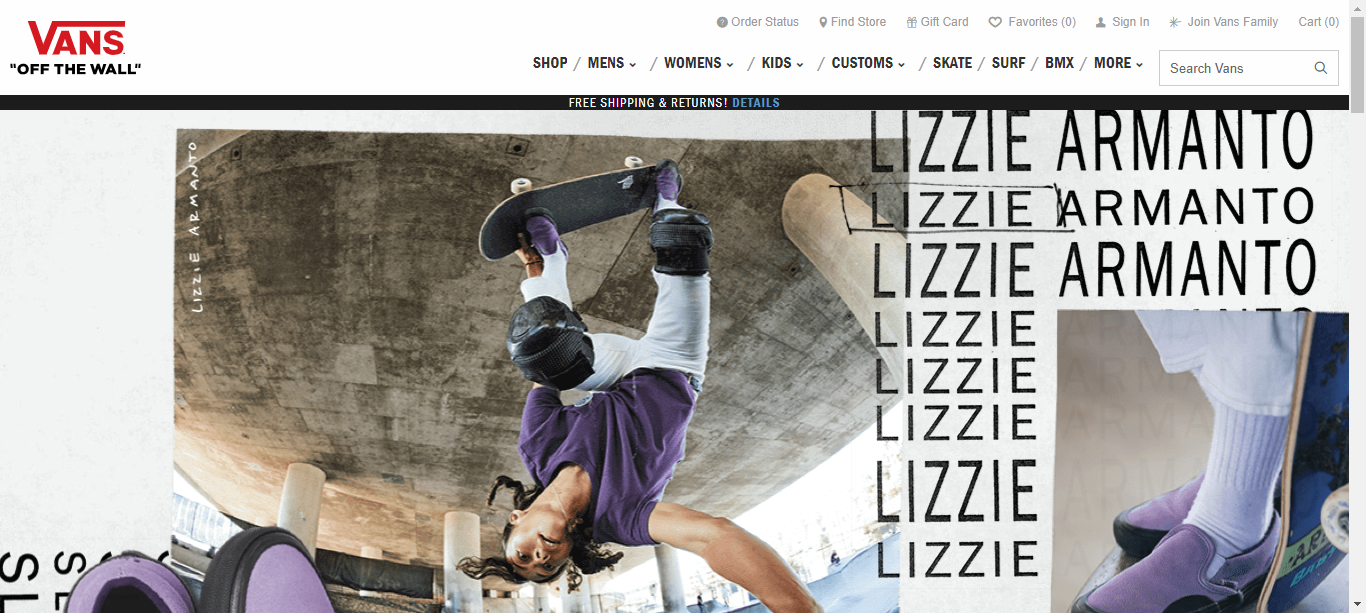 Order Status
Find Store
Gift Card
Favorites (0)
Sign In
Join Vans Family
Cart (0)
VANS
"OFF THE WALL"
SHOP / MENS / WOMENS / KIDS / CUSTOMS / SKATE / SURF / BMX / MORE
Search Vans
FREE SHIPPING & RETURNS! DETAILS
LIZZIE ARMANTO
LIZZIE ARMANTO
LIZZIE ARMANTO
LIZZIE ARMANTO
LIZZIE
LIZZIE
LIZZIE
LIZZIE
LIZZIE